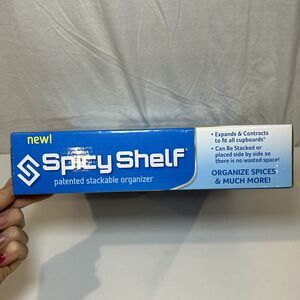 new!
Spicy Shelf®
patented stackable organizer
• Expands & Contracts
to fit all cupboards*
• Can Be Stacked or
placed side by side so
there is no wasted space!
ORGANIZE SPICES
& MUCH MORE!